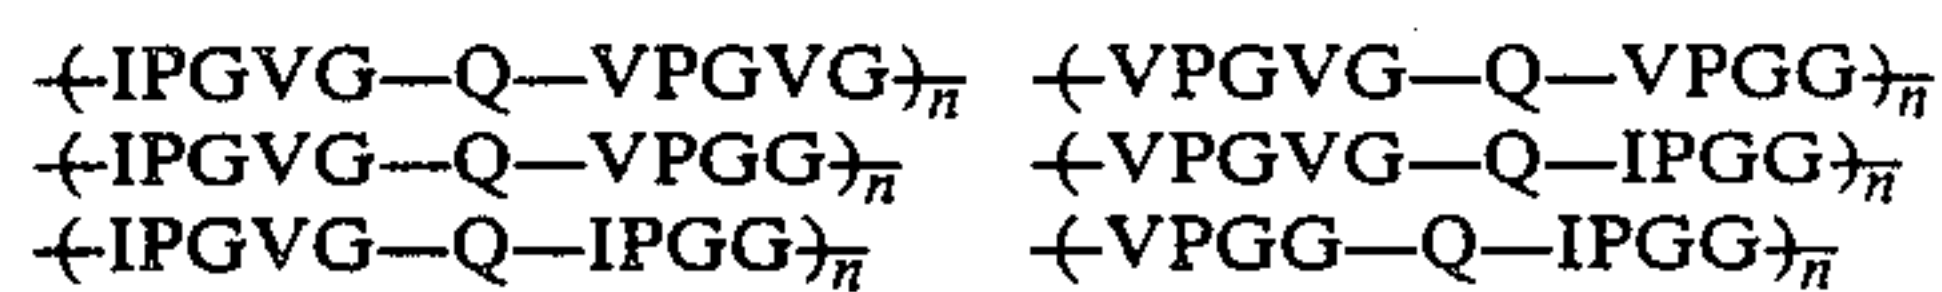 (IPGVG—Q—VPGVG)n (VPGVG—Q—VPGG)n
(IPGVG—Q—VPGG)n (VPGVG—Q—IPGG)n
(IPGVG—Q—IPGG)n (VPGG—Q—IPGG)n